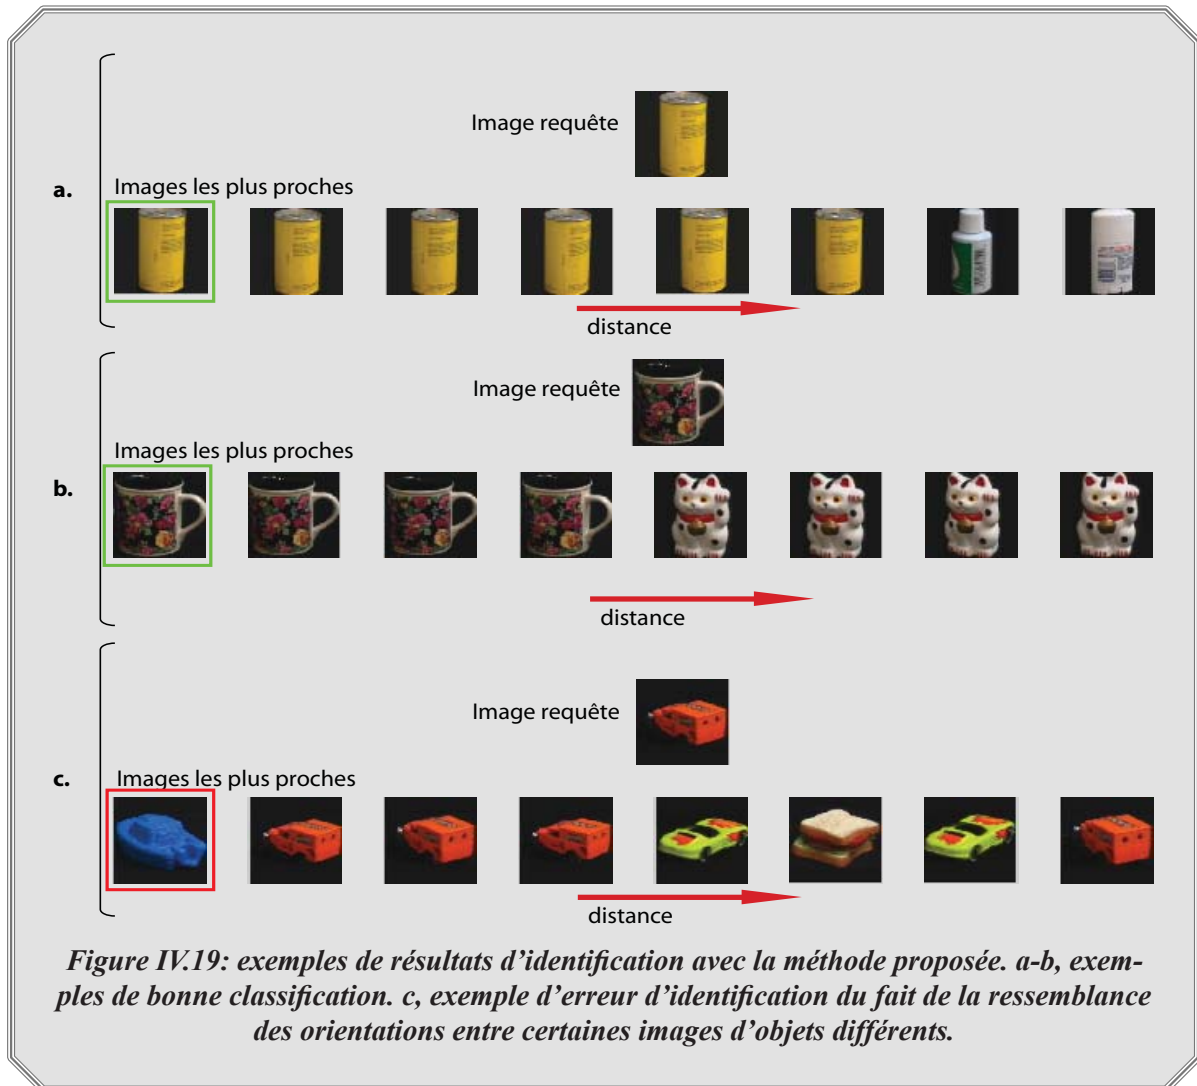 Image requête
a.
Images les plus proches
distance
Image requête
Images les plus proches
b.
distance
Image requête
c.
Images les plus proches
distance
Figure IV.19: exemples de résultats d’identification avec la méthode proposée. a-b, exem-
ples de bonne classification. c, exemple d’erreur d’identification du fait de la ressemblance
des orientations entre certaines images d’objets différents.